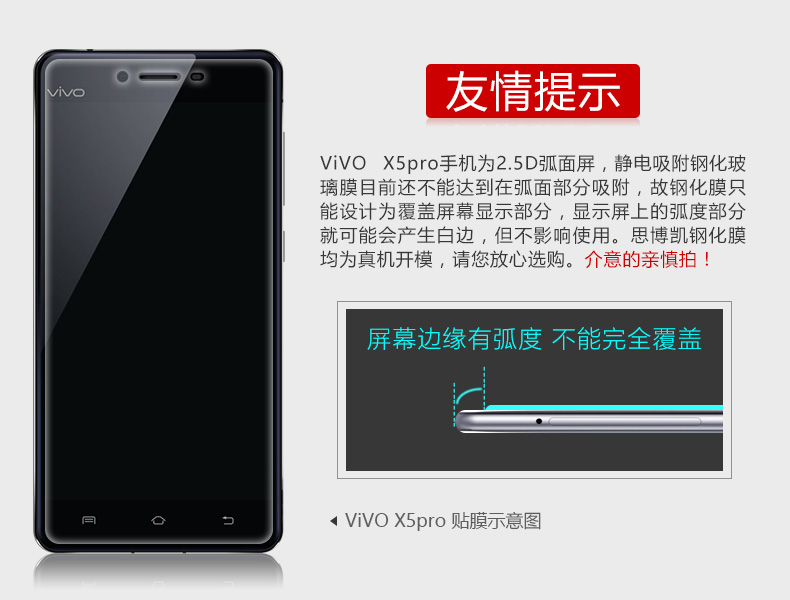 vivo
友情提示
ViVO X5pro手机为2.5D弧面屏，静电吸附钢化玻
璃膜目前还不能达到在弧面部分吸附，故钢化膜只
能设计为覆盖屏幕显示部分，显示屏上的弧度部分
就可能会产生白边，但不影响使用。思博凯钢化膜
均为真机开模，请您放心选购。介意的亲慎拍！
屏幕边缘有弧度 不能完全覆盖
ViVO X5pro 贴膜示意图